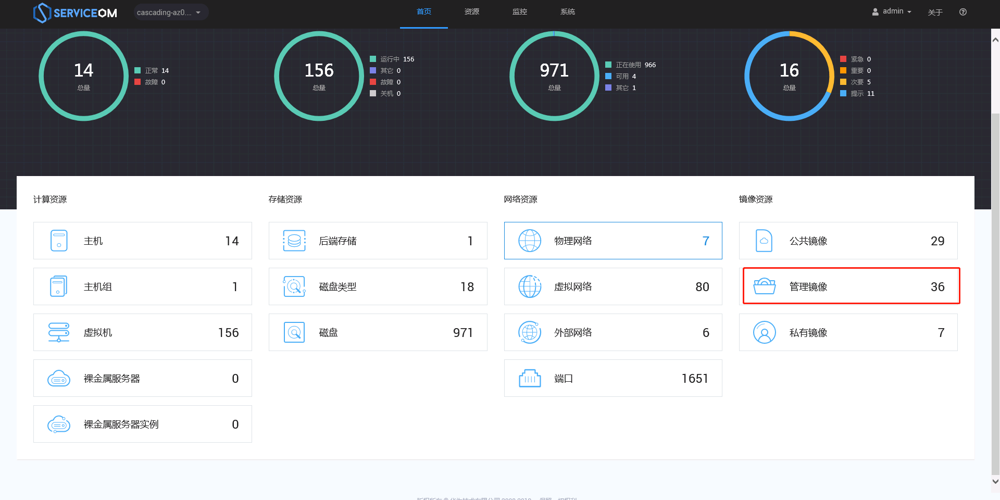 SERVICEOM
cascading-az0....
首页
资源
监控
系统
admin
关于
14
总量
正常 14
故障 0
156
总量
运行中 156
其它 0
故障 0
关机 0
971
总量
正在使用 966
可用 4
其它 1
16
总量
紧急 0
重要 0
次要 5
提示 11
计算资源
主机 14
主机组 1
虚拟机 156
裸金属服务器 0
裸金属服务器实例 0
存储资源
后端存储 1
磁盘类型 18
磁盘 971
网络资源
物理网络 7
虚拟网络 80
外部网络 6
端口 1651
镜像资源
公共镜像 29
管理镜像 36
私有镜像 7